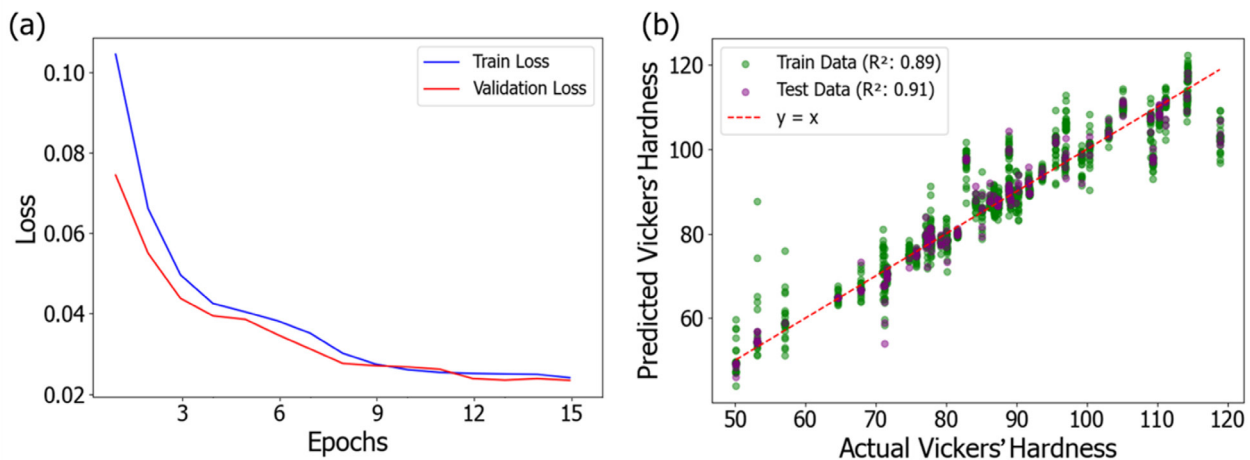 (a)
Loss
0.10
0.08
0.06
0.04
0.02
Train Loss
Validation Loss
3 6 9 12 15
Epochs
(b)
Predicted Vickers' Hardness
120
100
80
60
Train Data (R²: 0.89)
Test Data (R²: 0.91)
y = x
50 60 70 80 90 100 110 120
Actual Vickers' Hardness